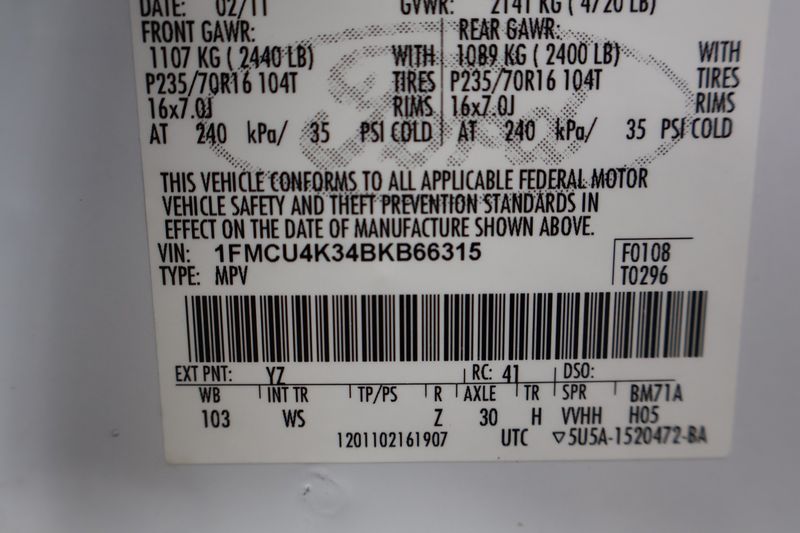 DATE: 02/11 GVWR: 2141 KG ( 4720 LB)
FRONT GAWR: REAR GAWR:
1107 KG ( 2440 LB) WITH 1089 KG ( 2400 LB) WITH
P235/70R16 104T TIRES P235/70R16 104T TIRES
16x7.0J RIMS 16x7.0J RIMS
AT 240 kPa/ 35 PSI COLD AT 240 kPa/ 35 PSI COLD
THIS VEHICLE CONFORMS TO ALL APPLICABLE FEDERAL MOTOR
VEHICLE SAFETY AND THEFT PREVENTION STANDARDS IN
EFFECT ON THE DATE OF MANUFACTURE SHOWN ABOVE.
VIN: 1FMCU4K34BKB66315 F0108
TYPE: MPV T0296
EXT PNT: YZ RC: 41 DSO:
WB INT TR TP/PS R AXLE TR SPR BM71A
103 WS Z 30 H VVHH H05
1201102161907 UTC ▽5U5A-1520472-BA